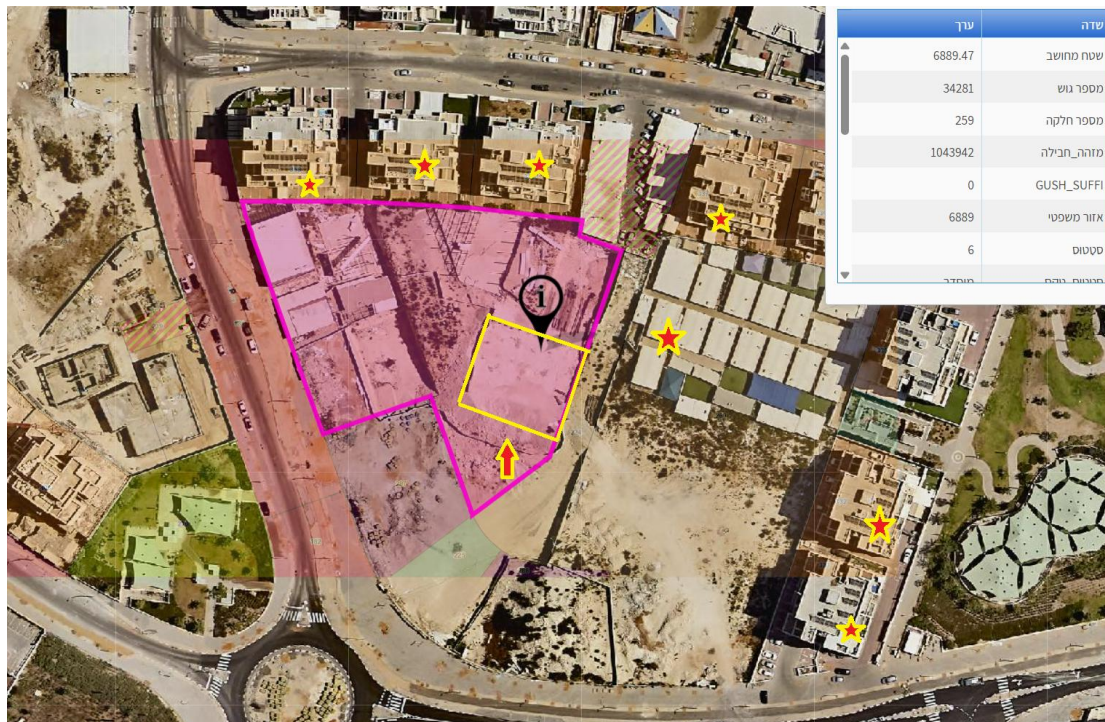 שדה ערך
שטח מחושב 6889.47
מספר גוש 34281
מספר חלקה 259
מזהה_חבילה 1043942
GUSH_SUFFI 0
אזור משפטי 6889
סטטוס 6
i